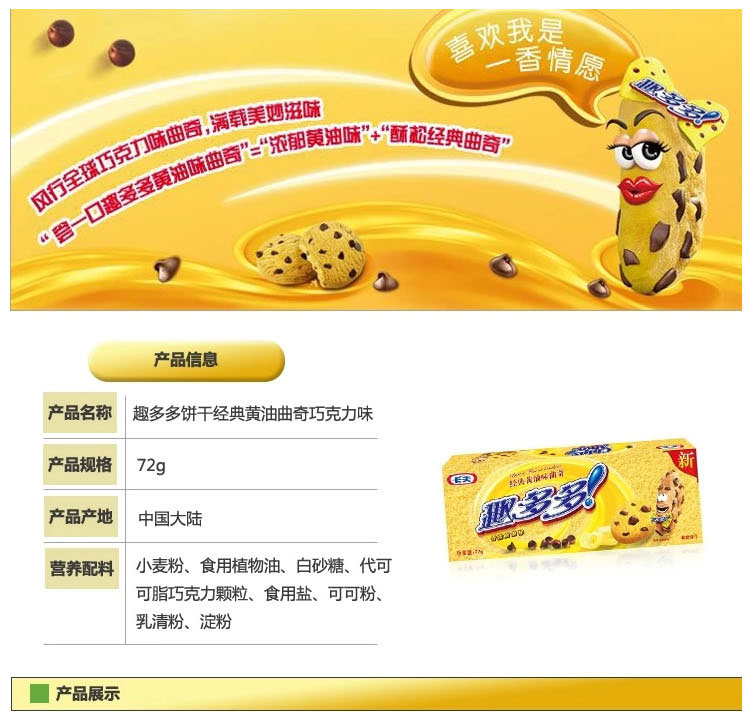 喜欢我是
一香情愿
趣多多!
风行全球巧克力味曲奇,满载美妙滋味
“尝一口趣多多黄油味曲奇”=“浓郁黄油味”+“酥松经典曲奇”
产品信息
产品名称 趣多多饼干经典黄油曲奇巧克力味
产品规格 72g
产品产地 中国大陆
营养配料 小麦粉、食用植物油、白砂糖、代可
可脂巧克力颗粒、食用盐、可可粉、
乳清粉、淀粉
新
经典黄油味曲奇
趣多多!
产品展示